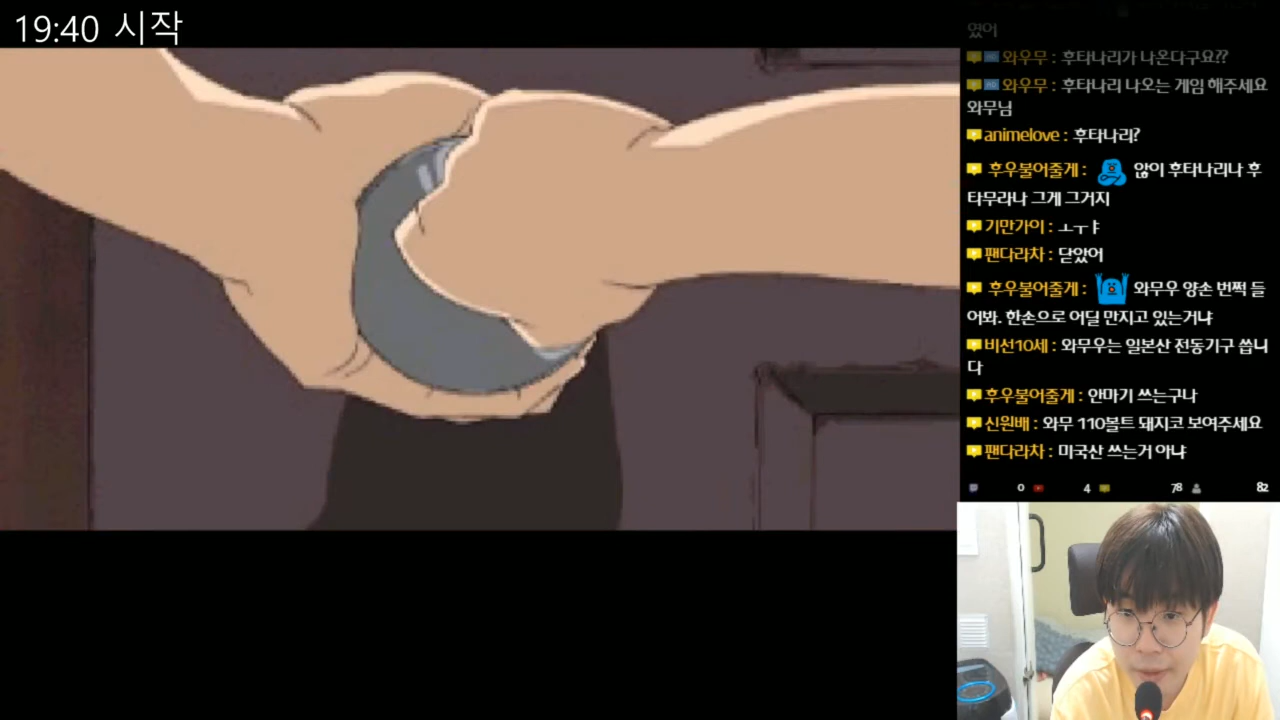 19:40 시작
였어
와우무 : 후타나리가 나온다구요??
와우무 : 후타나리 나오는 게임 해주세요
와무님
animelove : 후타나리?
후우불어줄게 : 않이 후타나리나 후
타무라나 그게 그거지
기만가이 : ㅗㅜㅑ
팬다라차 : 닫았어
후우불어줄게 : 와무우 양손 번쩍 들
어봐. 한손으로 어딜 만지고 있는거냐
비선10세 : 와무우는 일본산 전동기구 씁니
다
후우불어줄게 : 안마기 쓰는구나
신원배 : 와무 110볼트 돼지코 보여주세요
팬다라차 : 미국산 쓰는거 아냐
0 4 78 82